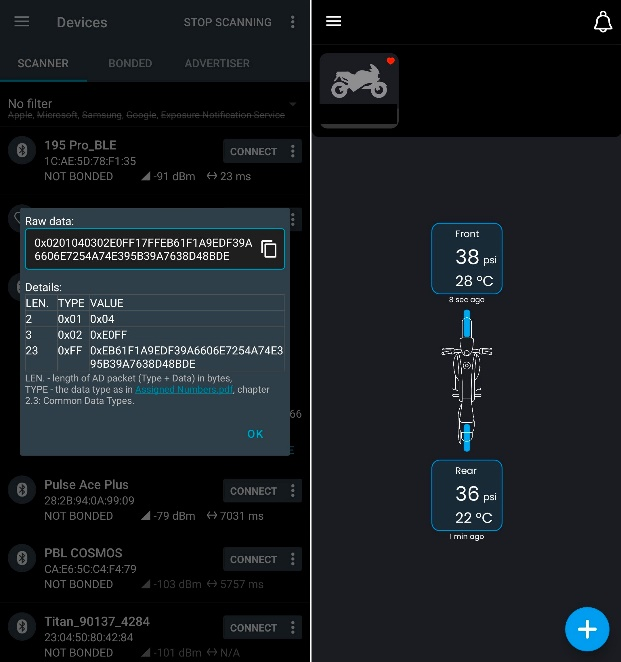 Devices
STOP SCANNING
SCANNER
BONDED
ADVERTISER
No filter
Apple, Microsoft, Samsung, Google, Exposure Notification Service
195 Pro_BLE
1C:AE:5D:78:F1:35
CONNECT
NOT BONDED
-91 dBm
23 ms
Raw data:
0x0201040302E0FF17FFEB61F1A9EDF39A
6606E7254A74E395B39A7638D48BDE
Details:
LEN. TYPE VALUE
2 0x01 0x04
3 0x02 0xE0FF
23 0xFF 0xEB61F1A9EDF39A6606E7254A74E3
95B39A7638D48BDE
LEN. - length of AD packet (Type + Data) in bytes,
TYPE - the data type as in Assigned Numbers.pdf, chapter
2.3: Common Data Types.
66
OK
Pulse Ace Plus
28:2B:94:0A:99:09
CONNECT
NOT BONDED
-79 dBm
7031 ms
PBL COSMOS
CA:E6:5C:C4:F4:79
CONNECT
NOT BONDED
-103 dBm
5757 ms
Titan_90137_4284
23:04:50:80:42:84
CONNECT
NOT BONDED
-101 dBm
N/A
Front
38 psi
28 °C
8 sec ago
Rear
36 psi
22 °C
1 min ago